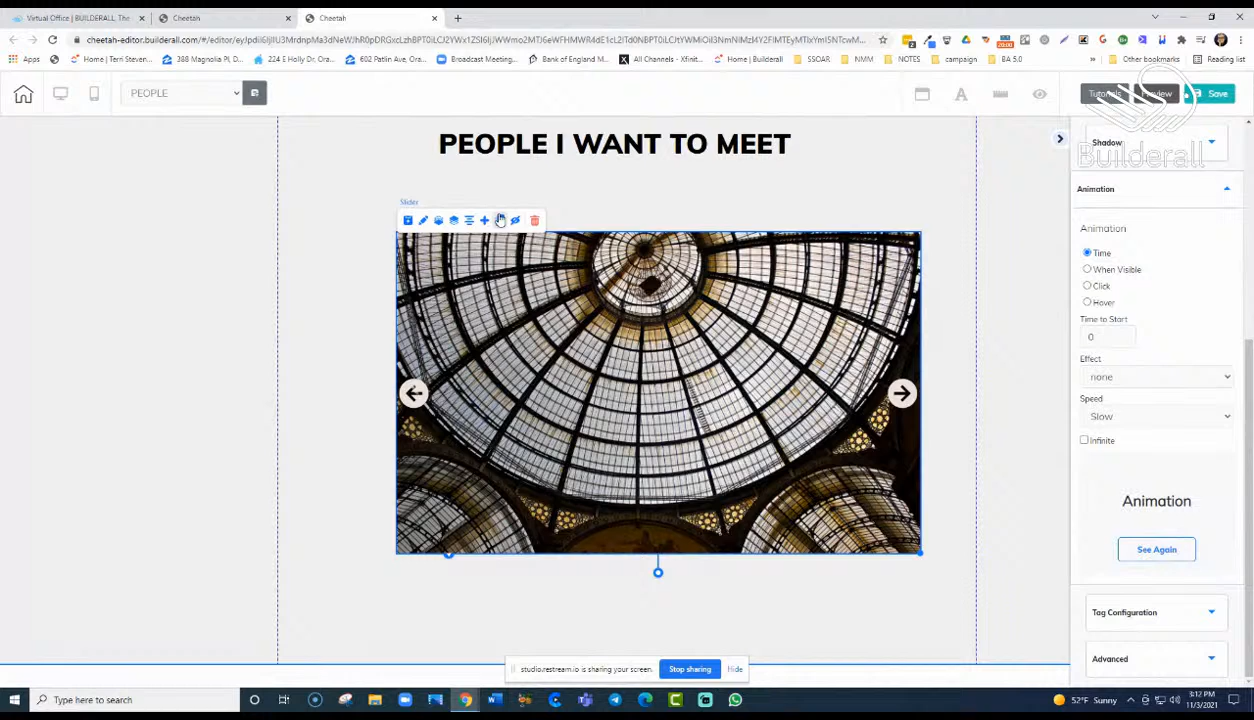 Virtual Office | BUILDERALL, The
Cheetah
Cheetah
Apps
Home | Terri Steven...
388 Magnolia Pl, D...
224 E Holly Dr, Ora...
602 Patlin Ave, Ora...
Broadcast Meeting...
Bank of England M...
All Channels - Xfinit...
Home | Builderall
SSOAR
NMM
NOTES
campaign
BA 5.0
Other bookmarks
Reading list
PEOPLE
Tutorials
Preview
Save
Builderall
PEOPLE I WANT TO MEET
Slider
Shadow
Animation
Animation
Time
When Visible
Click
Hover
Time to Start
0
Effect
none
Speed
Slow
Infinite
Animation
See Again
Tag Configuration
Advanced
studio.restream.io is sharing your screen.
Stop sharing
Hide
Type here to search
52°F Sunny
3:12 PM
11/3/2021